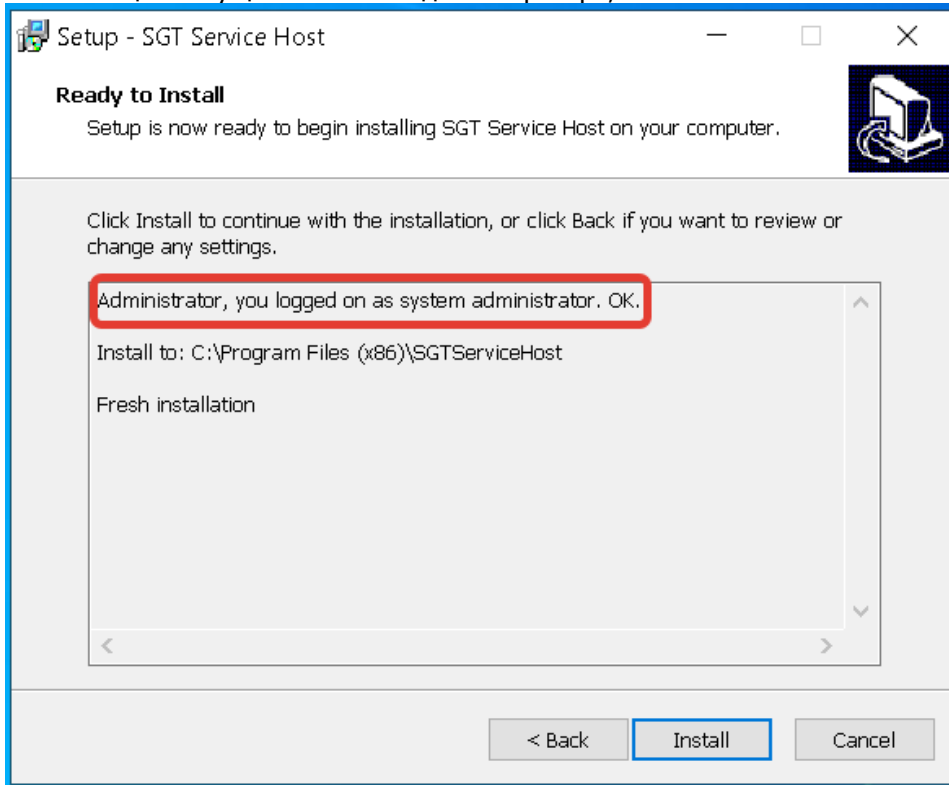 Setup - SGT Service Host
Ready to Install
Setup is now ready to begin installing SGT Service Host on your computer.
Click Install to continue with the installation, or click Back if you want to review or
change any settings.
Administrator, you logged on as system administrator. OK.
Install to: C:\Program Files (x86)\SGTServiceHost
Fresh installation
< Back
Install
Cancel